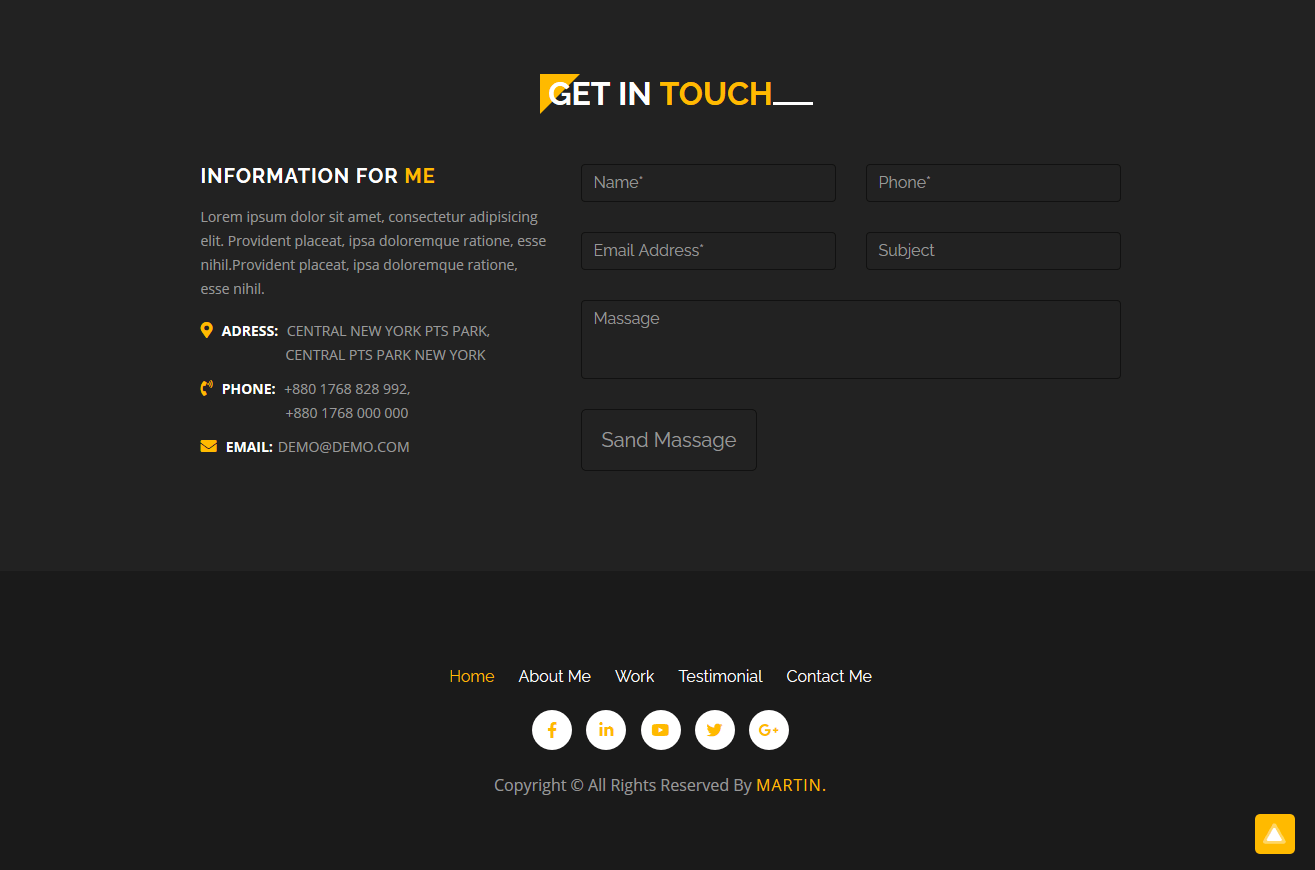 GET IN TOUCH
INFORMATION FOR ME
Lorem ipsum dolor sit amet, consectetur adipisicing
elit. Provident placeat, ipsa doloremque ratione, esse
nihil.Provident placeat, ipsa doloremque ratione,
esse nihil.
ADRESS: CENTRAL NEW YORK PTS PARK,
CENTRAL PTS PARK NEW YORK
PHONE: +880 1768 828 992,
+880 1768 000 000
EMAIL: DEMO@DEMO.COM
Name*
Phone*
Email Address*
Subject
Massage
Sand Massage
Home About Me Work Testimonial Contact Me
Copyright © All Rights Reserved By MARTIN.